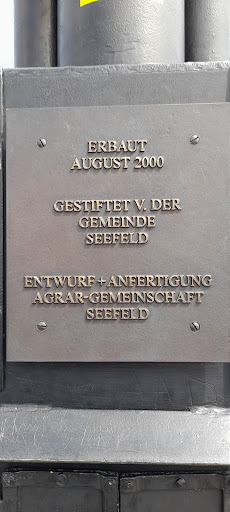 ERBAUT
AUGUST 2000
GESTIFTET V. DER
GEMEINDE
SEEFELD
ENTWURF + ANFERTIGUNG
AGRAR-GEMEINSCHAFT
SEEFELD